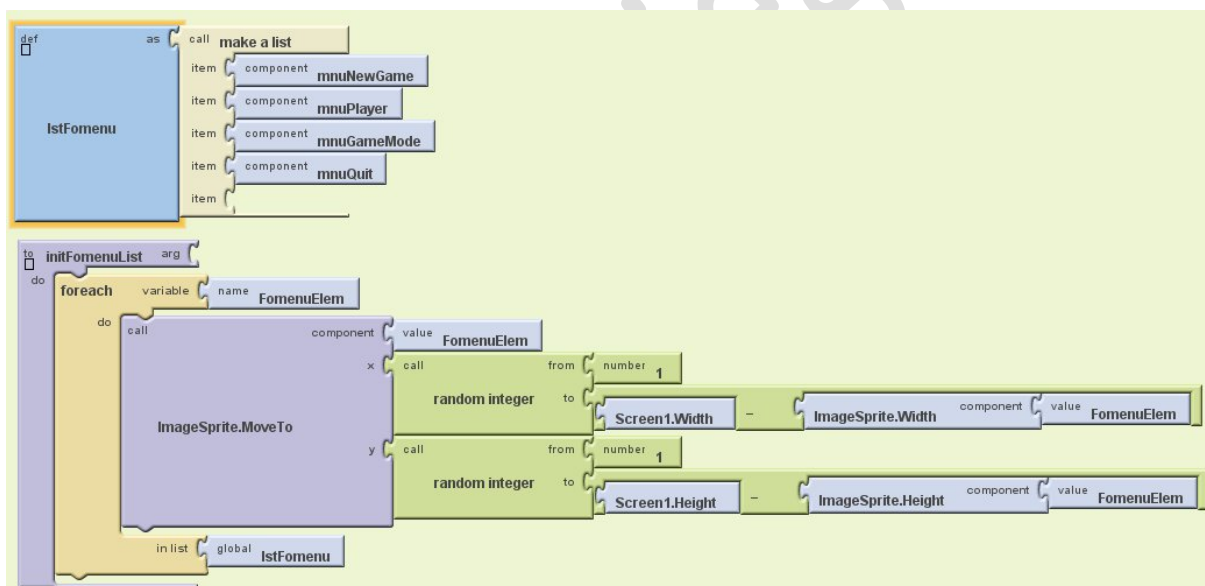 def as call make a list
item component mnuNewGame
item component mnuPlayer
lstFomenu item component mnuGameMode
item component mnuQuit
item
to initFomenuList arg
do foreach variable name FomenuElem
do call component value FomenuElem
x call from number 1
random integer to Screen1.Width - ImageSprite.Width component value FomenuElem
ImageSprite.MoveTo
y call from number 1
random integer to Screen1.Height - ImageSprite.Height component value FomenuElem
in list global lstFomenu